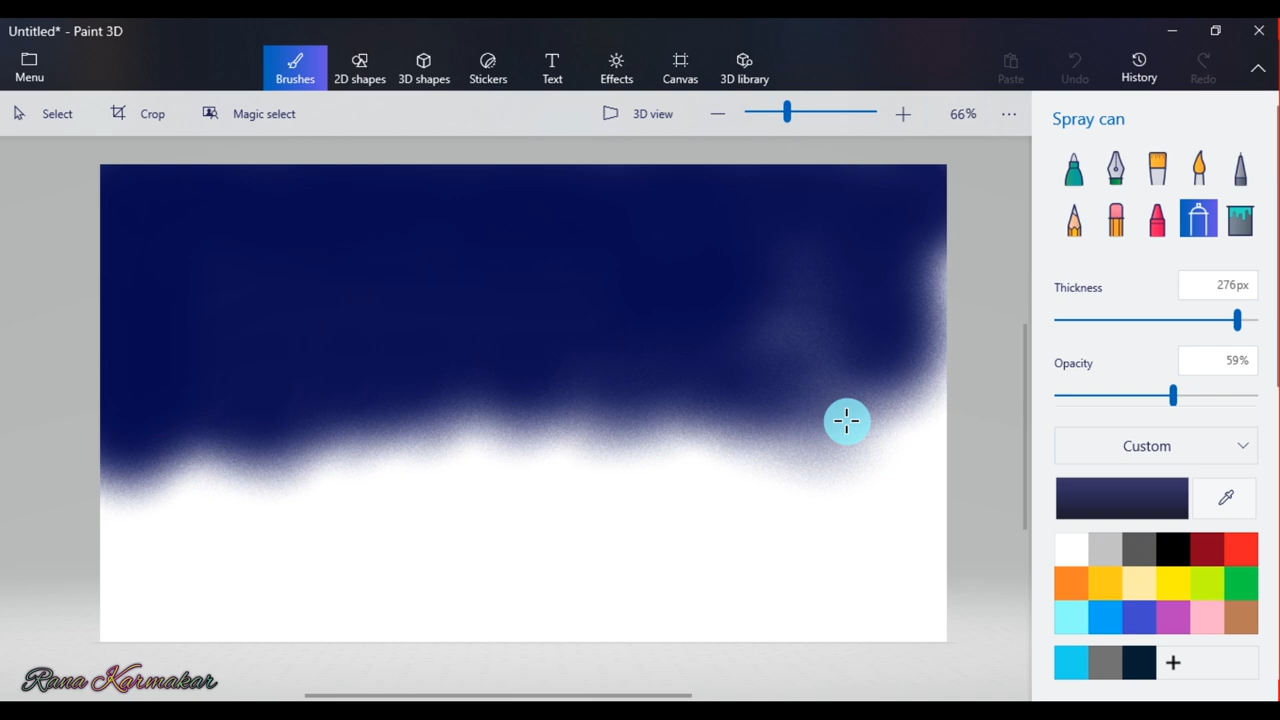 Untitled* - Paint 3D
Menu
Brushes
2D shapes
3D shapes
Stickers
Text
Effects
Canvas
3D library
Paste
Undo
History
Redo
Select
Crop
Magic select
3D view
66%
Spray can
Thickness
276px
Opacity
59%
Custom
Rana Karmakar